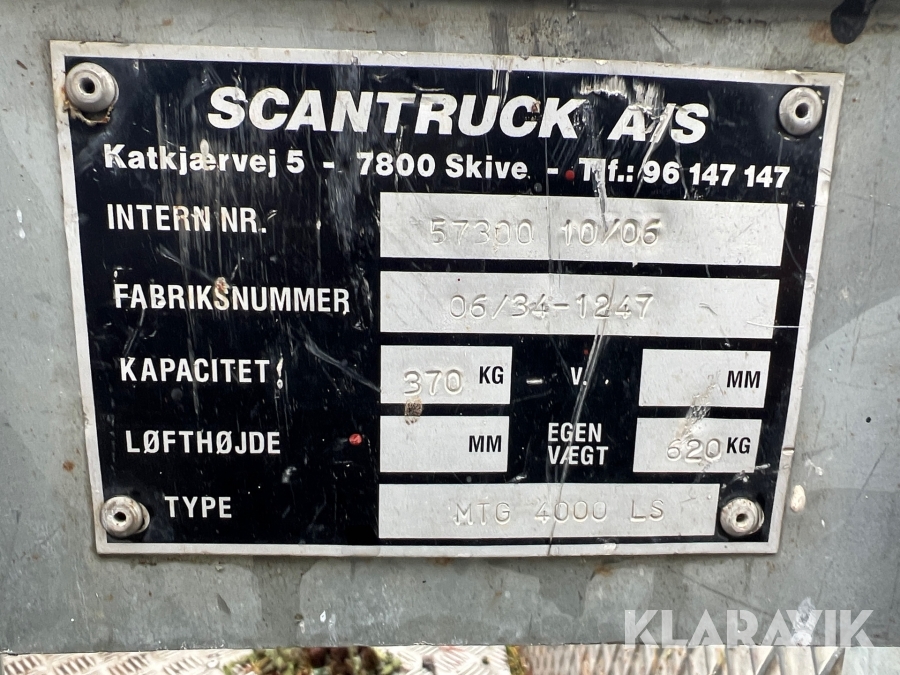 SCANTRUCK A/S
Katkjærvej 5 - 7800 Skive - Tlf.: 96 147 147
INTERN NR. 57300 10/06
FABRIKSNUMMER 06/34-1247
KAPACITET: 370 KG - V. MM
LØFTHØJDE MM EGEN VÆGT 620 KG
TYPE MTG 4000 LS
KLARAVIK